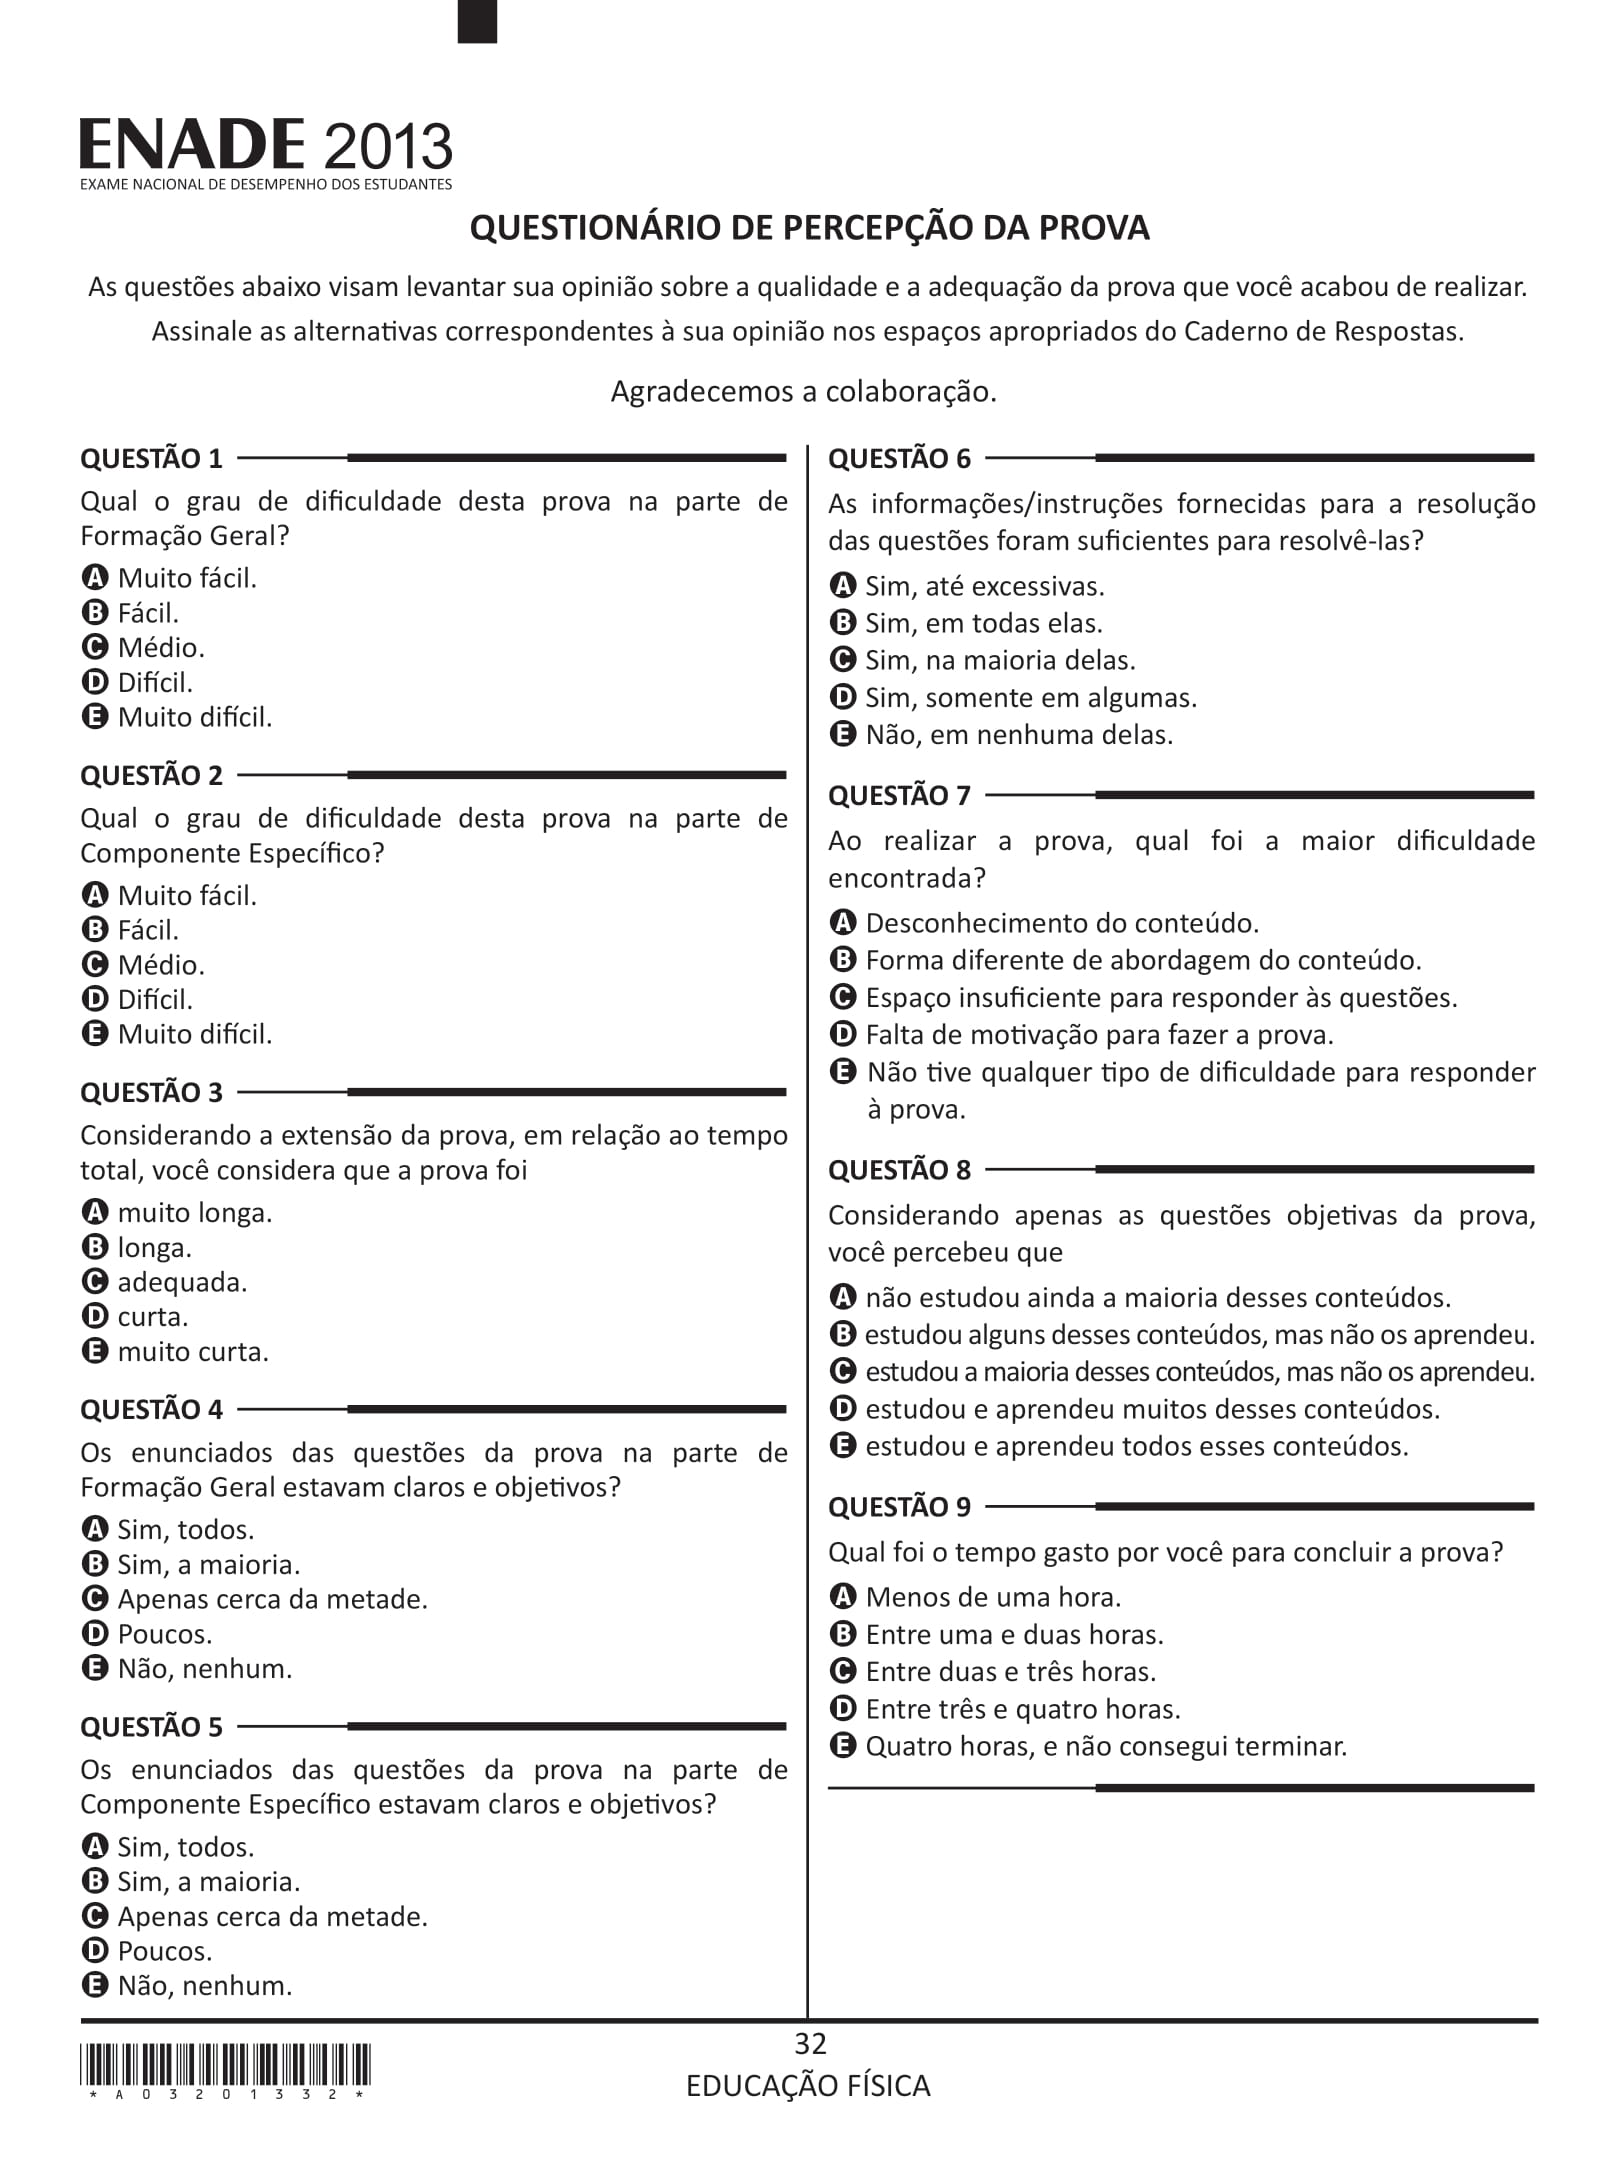 ENADE 2013
EXAME NACIONAL DE DESEMPENHO DOS ESTUDANTES
QUESTIONÁRIO DE PERCEPÇÃO DA PROVA
As questões abaixo visam levantar sua opinião sobre a qualidade e a adequação da prova que você acabou de realizar.
Assinale as alternativas correspondentes à sua opinião nos espaços apropriados do Caderno de Respostas.
Agradecemos a colaboração.
QUESTÃO 1
Qual o grau de dificuldade desta prova na parte de
Formação Geral?
A Muito fácil.
B Fácil.
C Médio.
D Difícil.
E Muito difícil.
QUESTÃO 2
Qual o grau de dificuldade desta prova na parte de
Componente Específico?
A Muito fácil.
B Fácil.
C Médio.
D Difícil.
E Muito difícil.
QUESTÃO 3
Considerando a extensão da prova, em relação ao tempo
total, você considera que a prova foi
A muito longa.
B longa.
C adequada.
D curta.
E muito curta.
QUESTÃO 4
Os enunciados das questões da prova na parte de
Formação Geral estavam claros e objetivos?
A Sim, todos.
B Sim, a maioria.
C Apenas cerca da metade.
D Poucos.
E Não, nenhum.
QUESTÃO 5
Os enunciados das questões da prova na parte de
Componente Específico estavam claros e objetivos?
A Sim, todos.
B Sim, a maioria.
C Apenas cerca da metade.
D Poucos.
E Não, nenhum.
QUESTÃO 6
As informações/instruções fornecidas para a resolução
das questões foram suficientes para resolvê-las?
A Sim, até excessivas.
B Sim, em todas elas.
C Sim, na maioria delas.
D Sim, somente em algumas.
E Não, em nenhuma delas.
QUESTÃO 7
Ao realizar a prova, qual foi a maior dificuldade
encontrada?
A Desconhecimento do conteúdo.
B Forma diferente de abordagem do conteúdo.
C Espaço insuficiente para responder às questões.
D Falta de motivação para fazer a prova.
E Não tive qualquer tipo de dificuldade para responder
à prova.
QUESTÃO 8
Considerando apenas as questões objetivas da prova,
você percebeu que
A não estudou ainda a maioria desses conteúdos.
B estudou alguns desses conteúdos, mas não os aprendeu.
C estudou a maioria desses conteúdos, mas não os aprendeu.
D estudou e aprendeu muitos desses conteúdos.
E estudou e aprendeu todos esses conteúdos.
QUESTÃO 9
Qual foi o tempo gasto por você para concluir a prova?
A Menos de uma hora.
B Entre uma e duas horas.
C Entre duas e três horas.
D Entre três e quatro horas.
E Quatro horas, e não consegui terminar.
32
EDUCAÇÃO FÍSICA
*A03201332*